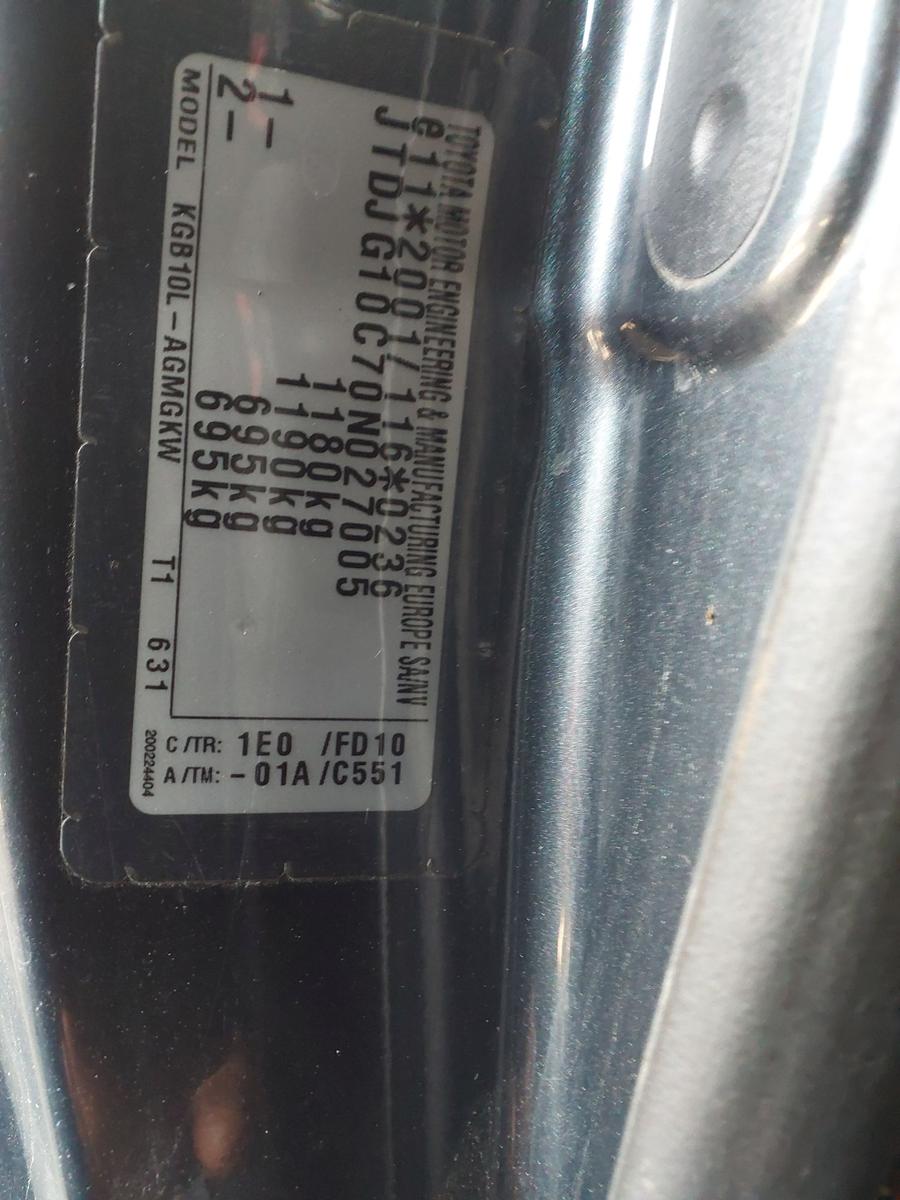 TOYOTA MOTOR ENGINEERING & MANUFACTURING EUROPE SA/NV
e11*2001/116*0236
JTDJG10C70N027005
1180kg
1190kg
1– 695kg
2– 695kg
MODEL KGB10L–AGMGKW T1 631
C/TR: 1E0 /FD10
A/TM: –01A/C551
200224404